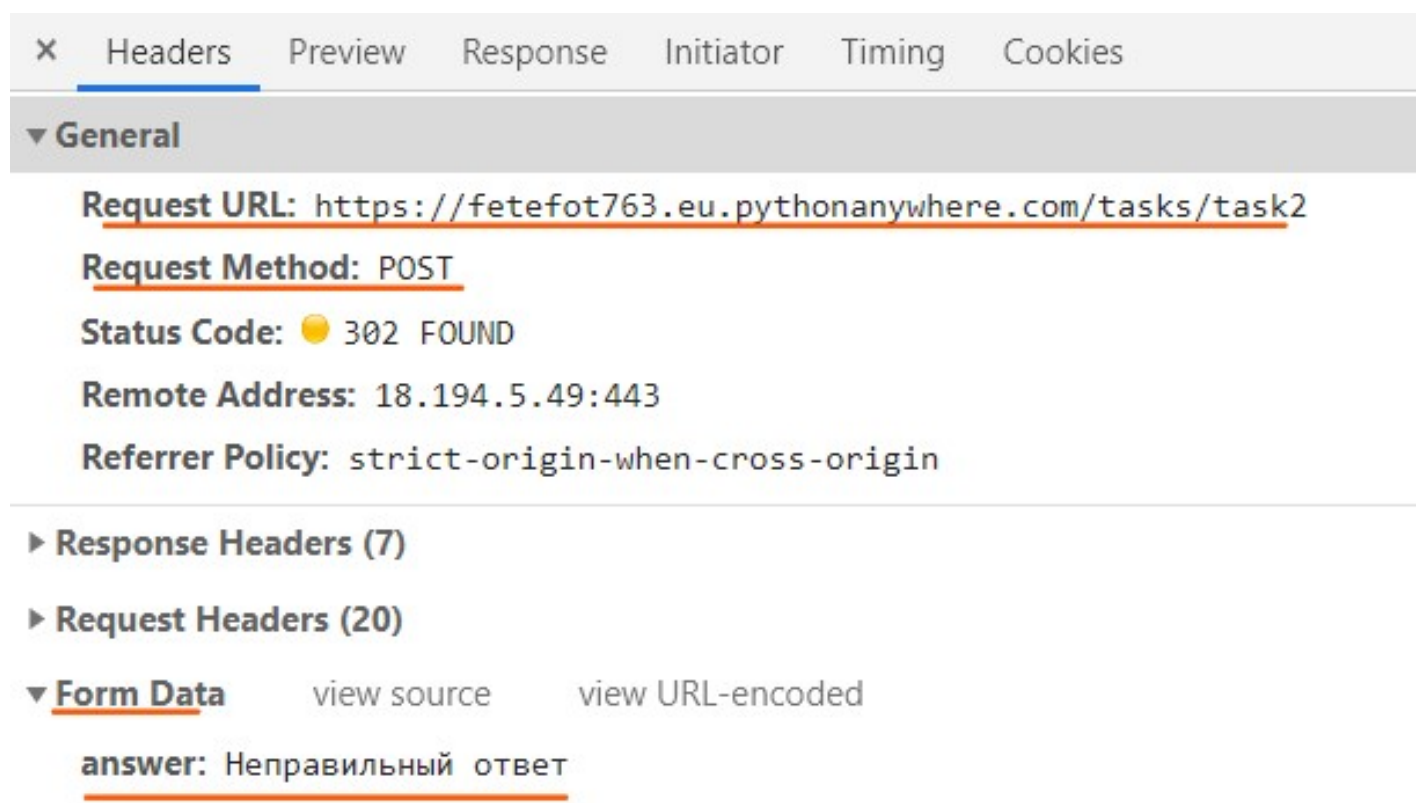 × Headers Preview Response Initiator Timing Cookies
▼ General
Request URL: https://fetefot763.eu.pythonanywhere.com/tasks/task2
Request Method: POST
Status Code: 302 FOUND
Remote Address: 18.194.5.49:443
Referrer Policy: strict-origin-when-cross-origin
▶ Response Headers (7)
▶ Request Headers (20)
▼ Form Data view source view URL-encoded
answer: Неправильный ответ